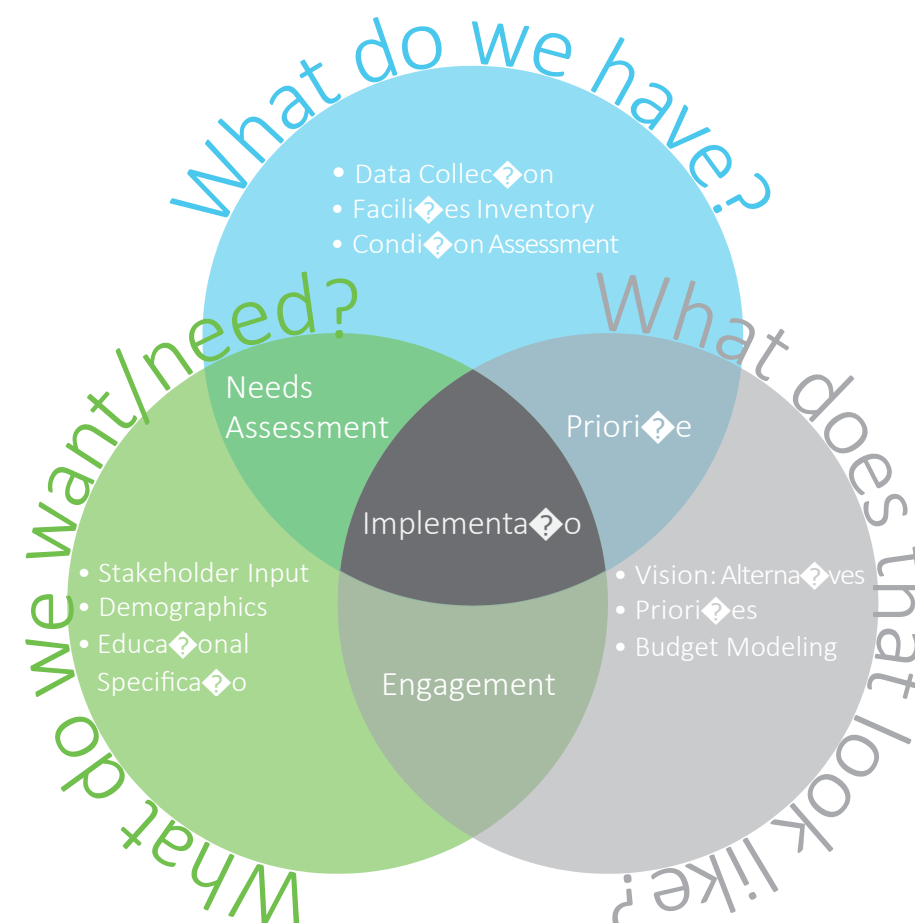 What do we have?
• Data Collec�on
• Facili�es Inventory
• Condi�on Assessment
What do we want/need?
What does that look like?
Needs
Assessment
Priori�e
Implementa�o
• Stakeholder Input
• Demographics
• Educa�onal
Specifica�o
• Vision: Alterna�ves
• Priori�es
• Budget Modeling
Engagement